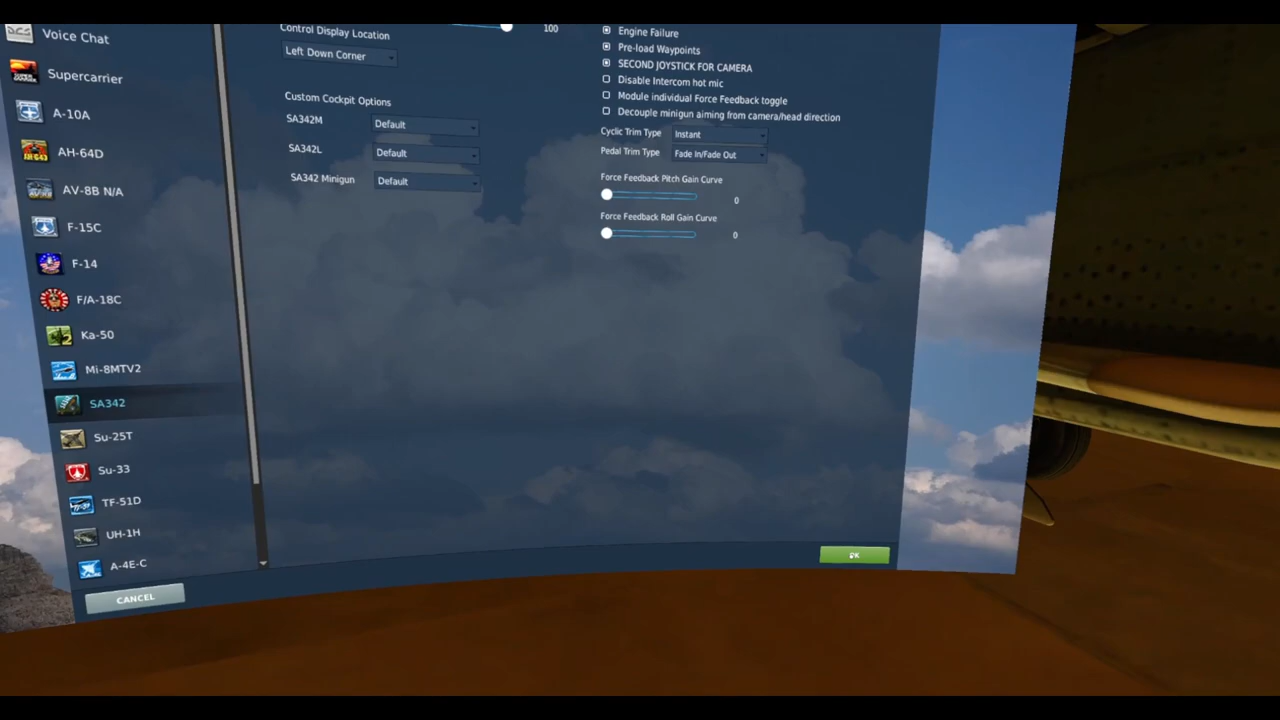 Voice Chat
Supercarrier
A-10A
AH-64D
AV-8B N/A
F-15C
F-14
F/A-18C
Ka-50
Mi-8MTV2
SA342
Su-25T
Su-33
TF-51D
UH-1H
A-4E-C
CANCEL
Control Display Location
100
Left Down Corner
Custom Cockpit Options
SA342M Default
SA342L Default
SA342 Minigun Default
Engine Failure
Pre-load Waypoints
SECOND JOYSTICK FOR CAMERA
Disable Intercom hot mic
Module individual Force Feedback toggle
Decouple minigun aiming from camera/head direction
Cyclic Trim Type Instant
Pedal Trim Type Fade In/Fade Out
Force Feedback Pitch Gain Curve
0
Force Feedback Roll Gain Curve
0
OK